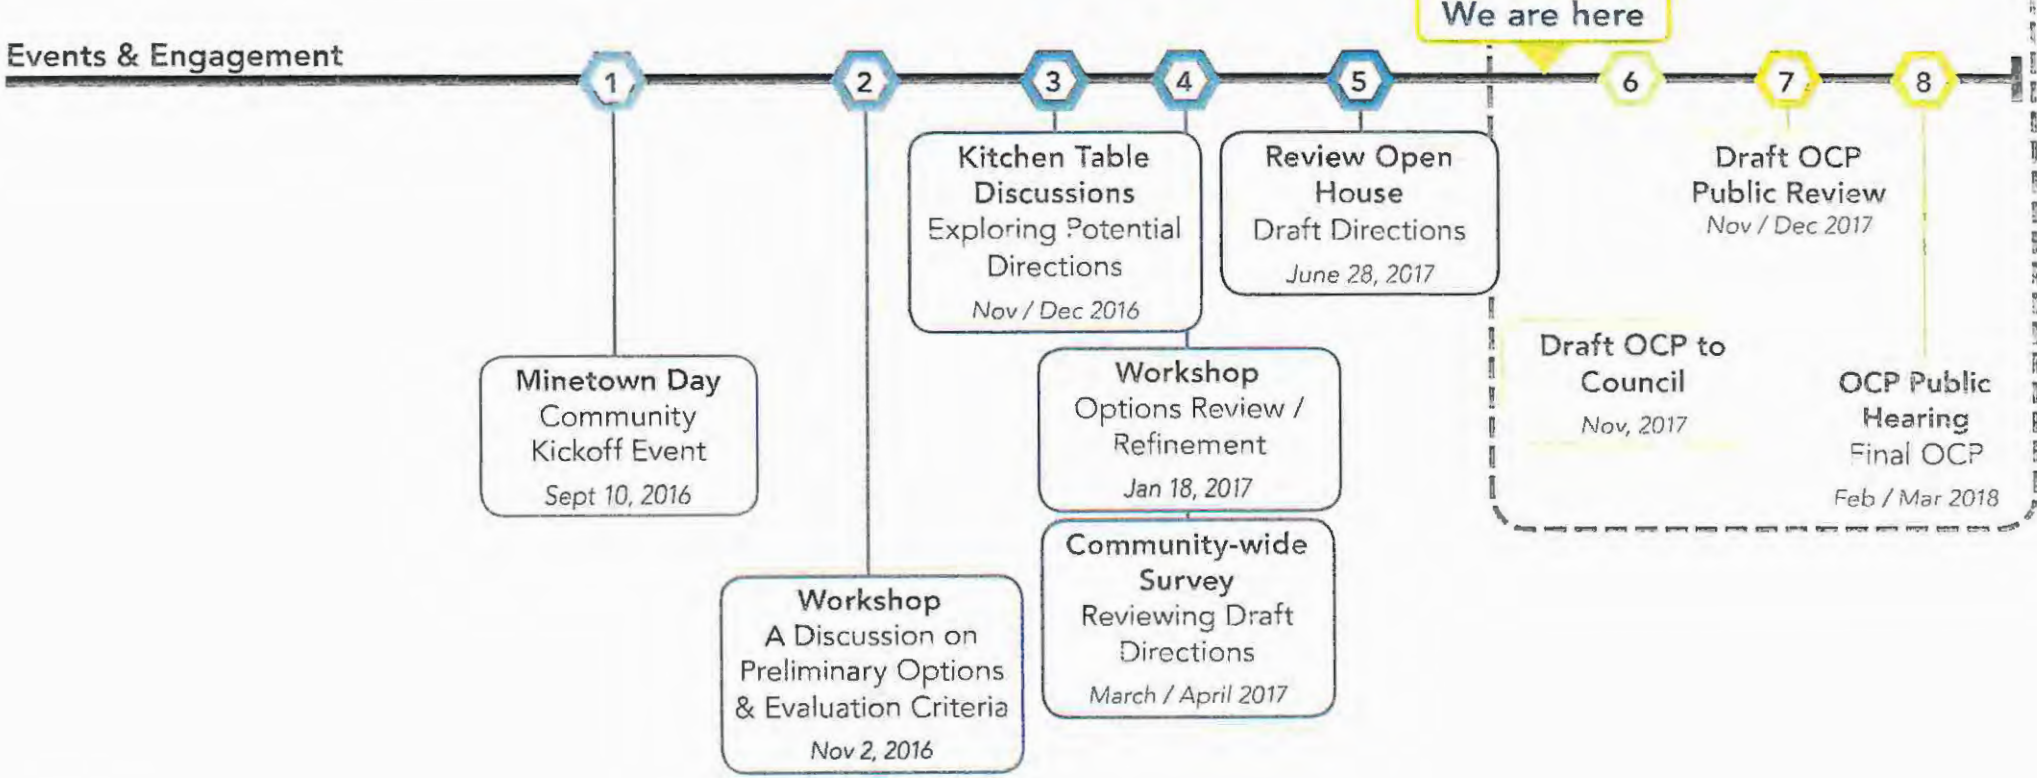 We are here
Events & Engagement
1
2
3
4
5
6
7
8
Kitchen Table
Discussions
Exploring Potential
Directions
Nov / Dec 2016
Review Open
House
Draft Directions
June 28, 2017
Draft OCP
Public Review
Nov / Dec 2017
Draft OCP to
Council
Nov, 2017
Minetown Day
Community
Kickoff Event
Sept 10, 2016
Workshop
Options Review /
Refinement
Jan 18, 2017
OCP Public
Hearing
Final OCP
Feb / Mar 2018
Community-wide
Survey
Reviewing Draft
Directions
March / April 2017
Workshop
A Discussion on
Preliminary Options
& Evaluation Criteria
Nov 2, 2016